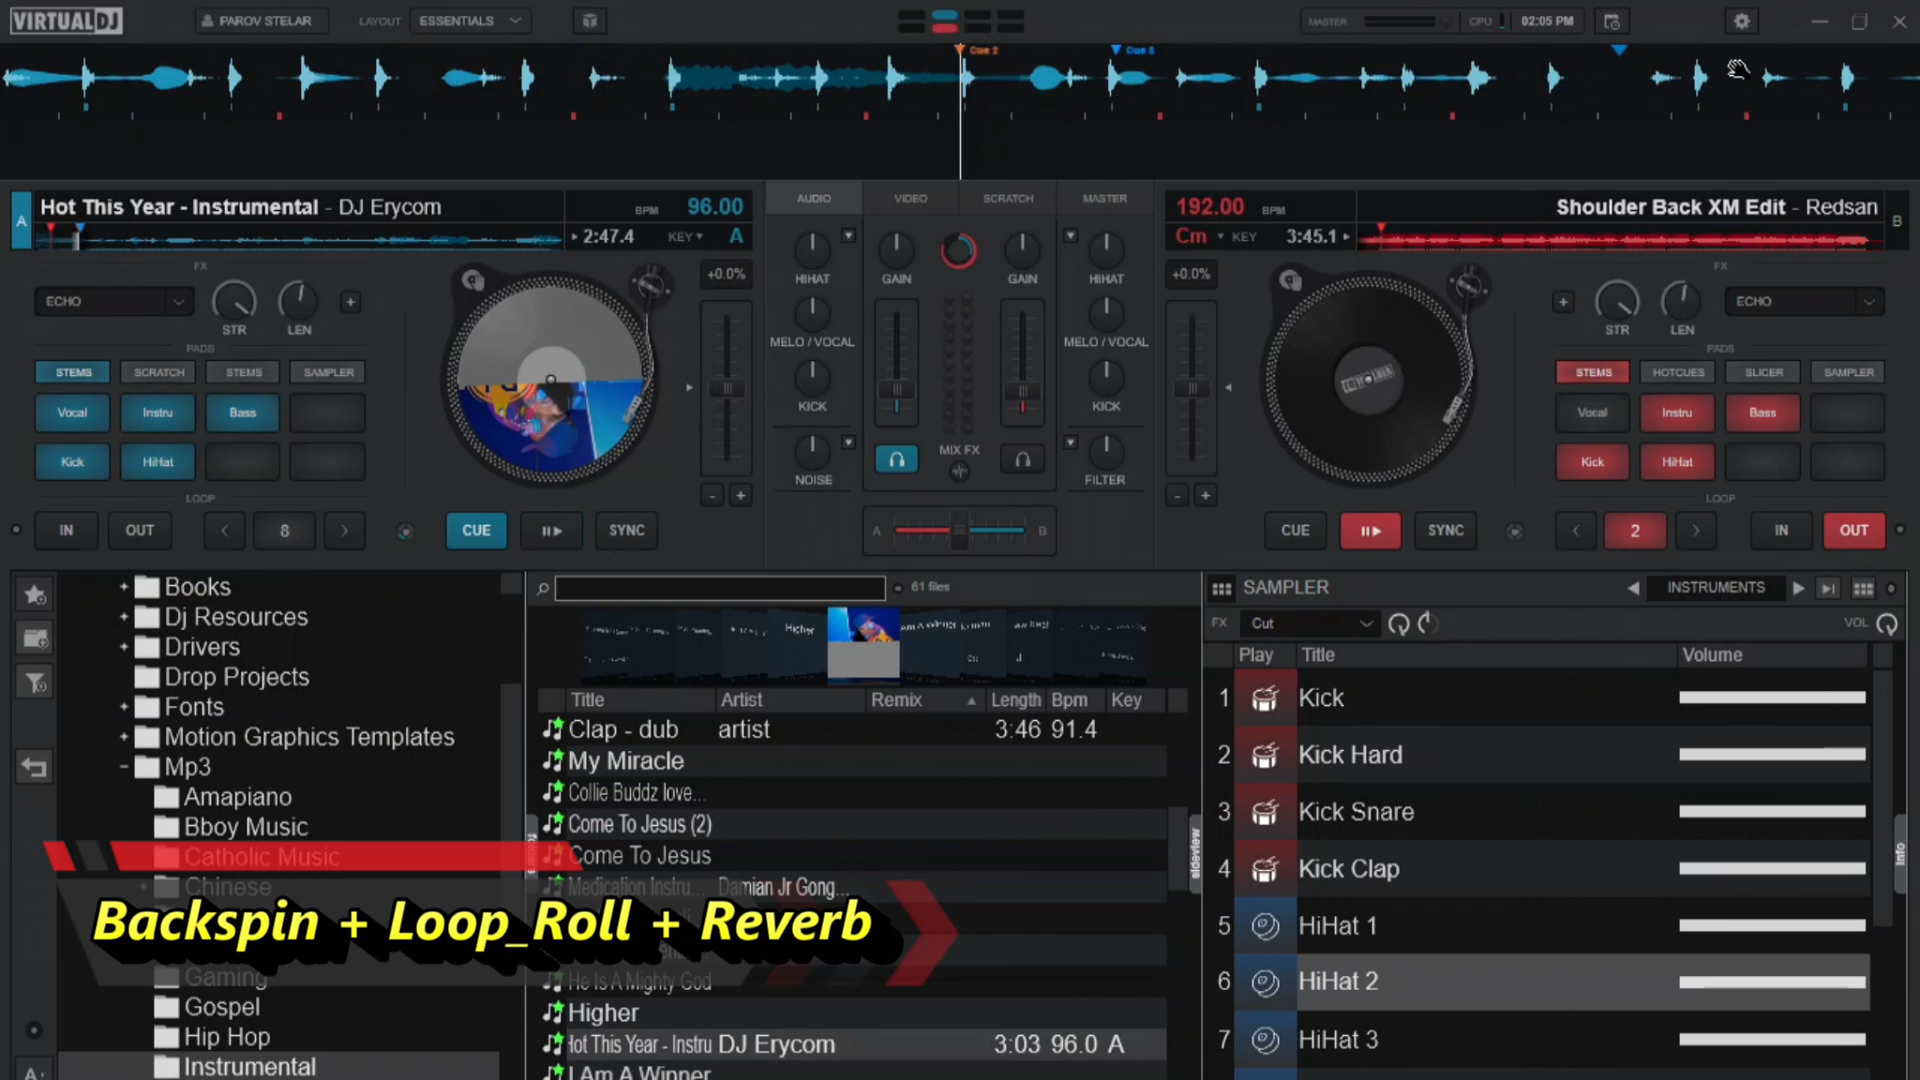 VIRTUALDJ
PAROV STELAR
LAYOUT
ESSENTIALS
MASTER
CPU
02:05 PM
Cue 2
Cue 3
A
Hot This Year - Instrumental - DJ Erycom
BPM
96.00
2:47.4
KEY
A
AUDIO
VIDEO
SCRATCH
MASTER
192.00
BPM
Cm
KEY
3:45.1
Shoulder Back XM Edit - Redsan
B
FX
ECHO
STR
LEN
+
PADS
STEMS
SCRATCH
STEMS
SAMPLER
Vocal
Instru
Bass
Kick
HiHat
LOOP
IN
OUT
<
8
>
CUE
SYNC
+0.0%
-
+
HIHAT
GAIN
GAIN
HIHAT
MELO / VOCAL
MELO / VOCAL
KICK
KICK
MIX FX
NOISE
FILTER
A
B
+0.0%
-
+
FX
+
STR
LEN
ECHO
PADS
STEMS
HOTCUES
SLICER
SAMPLER
Vocal
Instru
Bass
Kick
HiHat
LOOP
CUE
SYNC
<
2
>
IN
OUT
+ Books
+ Dj Resources
+ Drivers
Drop Projects
+ Fonts
+ Motion Graphics Templates
- Mp3
Amapiano
Bboy Music
Catholic Music
+ Chinese
Gaming
Gospel
Hip Hop
Instrumental
Backspin + Loop_Roll + Reverb
61 files
Higher
Title
Artist
Remix
Length
Bpm
Key
Clap - dub artist 3:46 91.4
My Miracle
Collie Buddz love...
Come To Jesus (2)
Come To Jesus
Medication Instru... Damian Jr Gong...
He Is A Mighty God
Higher
Hot This Year - Instru DJ Erycom 3:03 96.0 A
I Am A Winner
sideview
SAMPLER
INSTRUMENTS
FX
Cut
VOL
Play
Title
Volume
1 Kick
2 Kick Hard
3 Kick Snare
4 Kick Clap
5 HiHat 1
6 HiHat 2
7 HiHat 3
Info